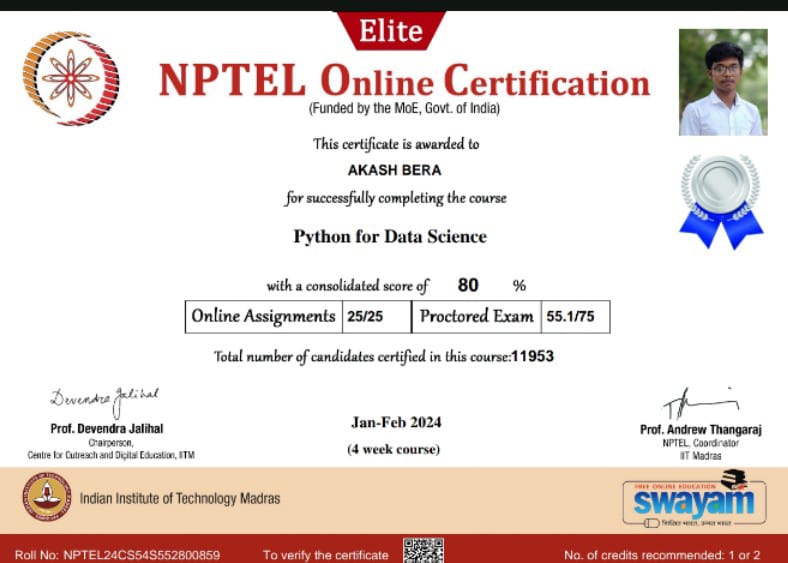 Elite
NPTEL Online Certification
(Funded by the MoE, Govt. of India)
This certificate is awarded to
AKASH BERA
for successfully completing the course
Python for Data Science
with a consolidated score of 80 %
Online Assignments 25/25 Proctored Exam 55.1/75
Total number of candidates certified in this course:11953
Devendra Jalihal
Prof. Devendra Jalihal
Chairperson,
Centre for Outreach and Digital Education, IITM
Jan-Feb 2024
(4 week course)
Prof. Andrew Thangaraj
NPTEL, Coordinator
IIT Madras
Indian Institute of Technology Madras
FREE ONLINE EDUCATION
swayam
शिक्षित भारत, उन्नत भारत
Roll No: NPTEL24CS54S552800859
To verify the certificate
No. of credits recommended: 1 or 2